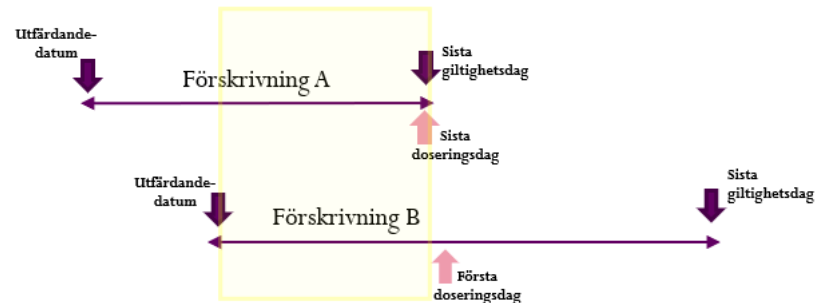 Utfärdande-
datum
Förskrivning A
Sista
giltighetsdag
Sista
doseringsdag
Utfärdande-
datum
Förskrivning B
Sista
giltighetsdag
Första
doseringsdag